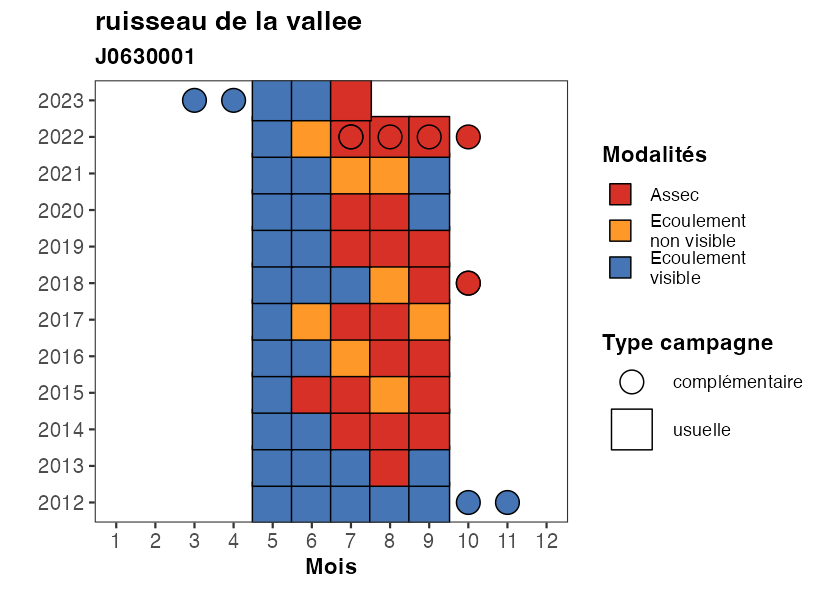 ruisseau de la vallee
J0630001
2023
2022
2021
2020
2019
2018
2017
2016
2015
2014
2013
2012
1 2 3 4 5 6 7 8 9 10 11 12
Mois
Modalités
Assec
Ecoulement
non visible
Ecoulement
visible
Type campagne
complémentaire
usuelle